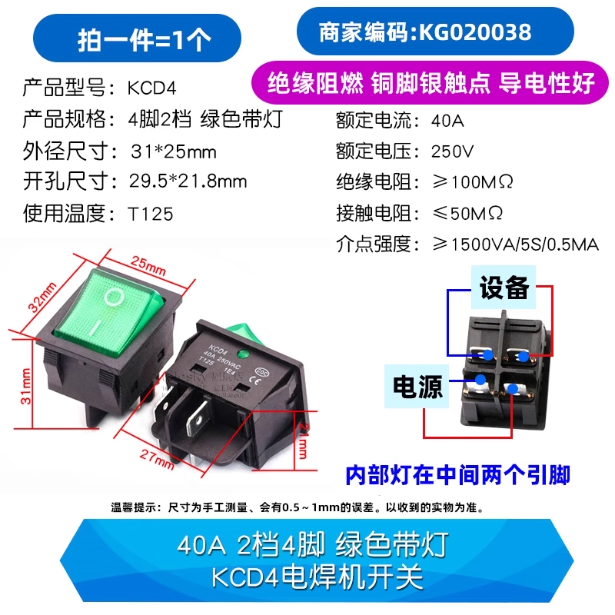 拍一件=1个
商家编码:KG020038
绝缘阻燃 铜脚银触点 导电性好
产品型号: KCD4
产品规格: 4脚2档 绿色带灯
外径尺寸: 31*25mm
开孔尺寸: 29.5*21.8mm
使用温度: T125
额定电流: 40A
额定电压: 250V
绝缘电阻: ≥100MΩ
接触电阻: ≤50MΩ
介点强度: ≥1500VA/5S/0.5MA
25mm
32mm
31mm
27mm
21mm
KCD4
40A 250VAC
T125 1E4
CQC
CE
设备
电源
内部灯在中间两个引脚
温馨提示: 尺寸为手工测量、会有0.5~1mm的误差。以收到的实物为准。
40A 2档4脚 绿色带灯
KCD4电焊机开关